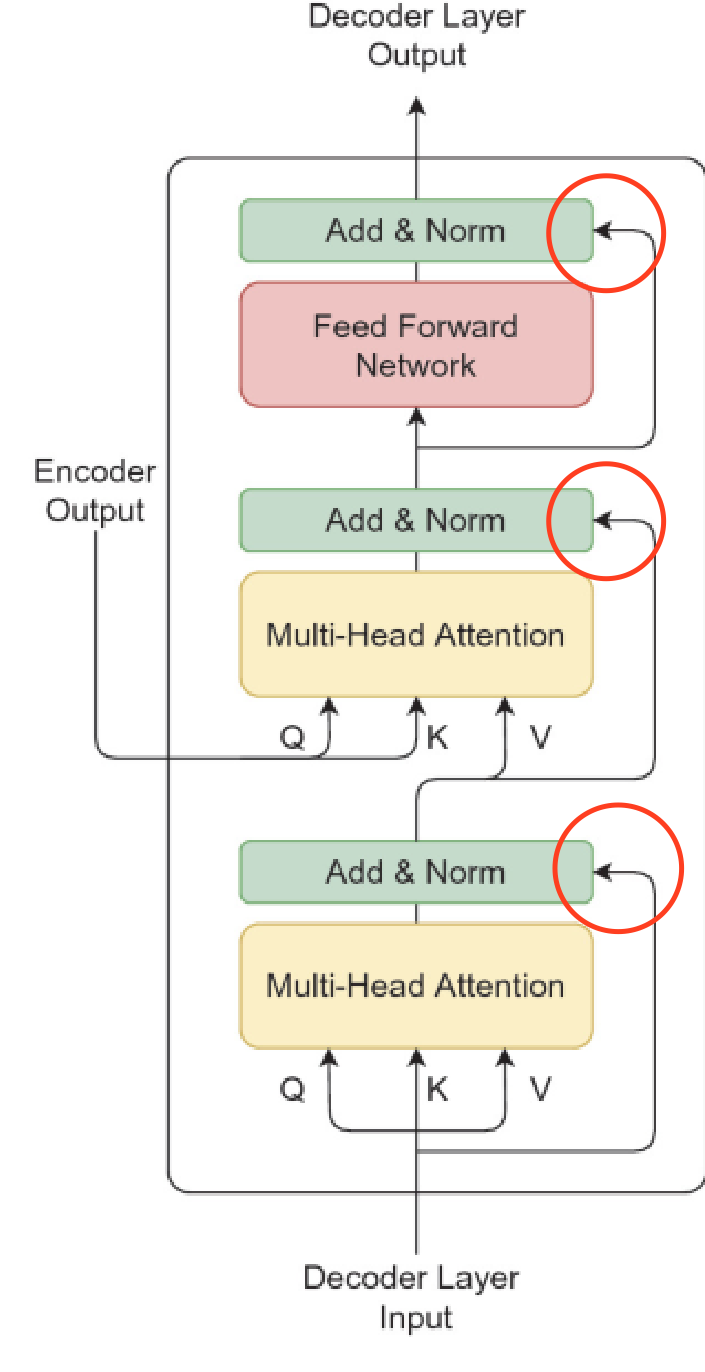 Decoder Layer
Output
Add & Norm
Feed Forward
Network
Encoder
Output
Add & Norm
Multi-Head Attention
Q K V
Add & Norm
Multi-Head Attention
Q K V
Decoder Layer
Input